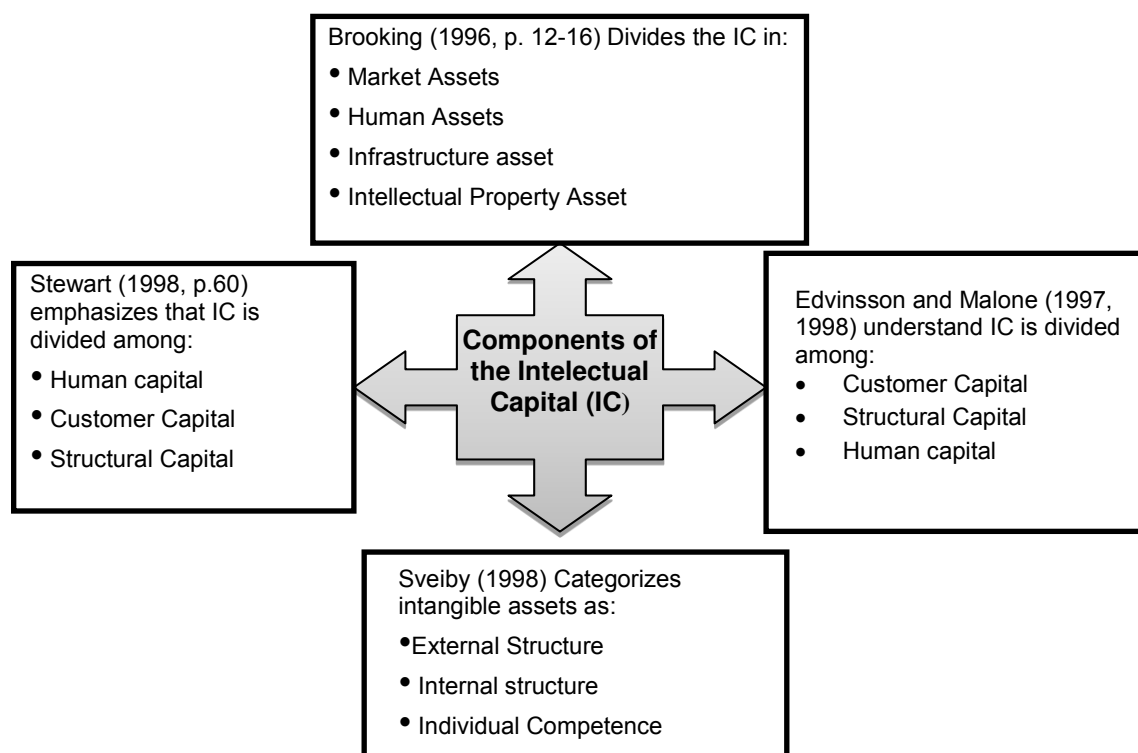 Brooking (1996, p. 12-16) Divides the IC in:
• Market Assets
• Human Assets
• Infrastructure asset
• Intellectual Property Asset
Stewart (1998, p.60)
emphasizes that IC is
divided among:
• Human capital
• Customer Capital
• Structural Capital
Components of
the Intelectual
Capital (IC)
Edvinsson and Malone (1997,
1998) understand IC is divided
among:
• Customer Capital
• Structural Capital
• Human capital
Sveiby (1998) Categorizes
intangible assets as:
•External Structure
• Internal structure
• Individual Competence